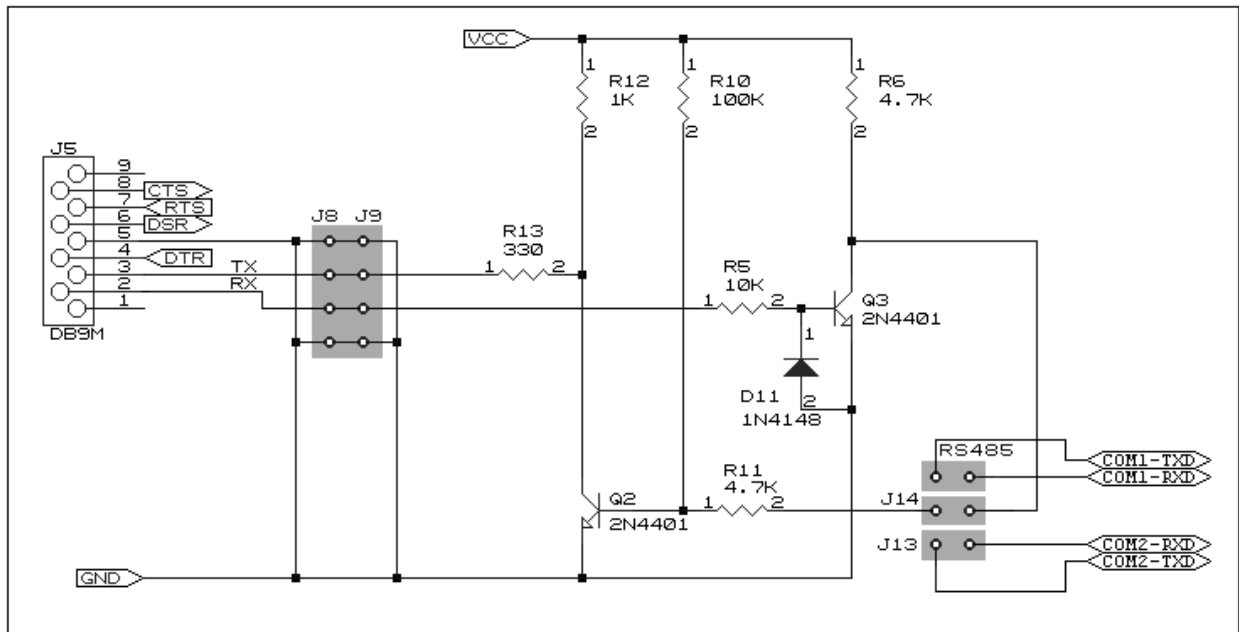 VCC
1
R12
1K
2
1
R10
100K
2
1
R6
4.7K
2
J5
9
8
7
6
5
4
3
2
1
CTS
RTS
DSR
DTR
TX
RX
DB9M
J8 J9
R13
330
1 2
R5
10K
1 2
Q3
2N4401
1
D11
2
1N4148
RS485
COM1-TXD
COM1-RXD
R11
4.7K
1 2
J14
Q2
2N4401
J13
COM2-RXD
COM2-TXD
GND